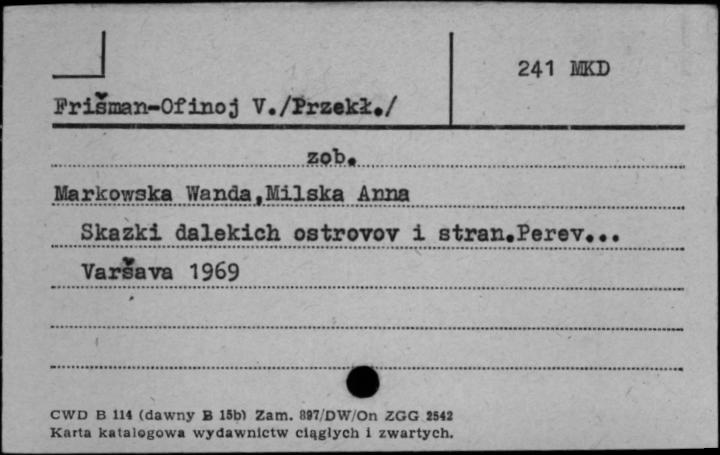 241 MKD
Frišman-Ofinoj V./Przekł./
zob.
Markowska Wanda,Milska Anna
Skazki dalekich ostrovov i stran.Perev...
Varšava 1969
CWD B 114 (dawny B 15b) Zam. 897/DW/On ZGG 2542
Karta katalogowa wydawnictw ciągłych i zwartych.